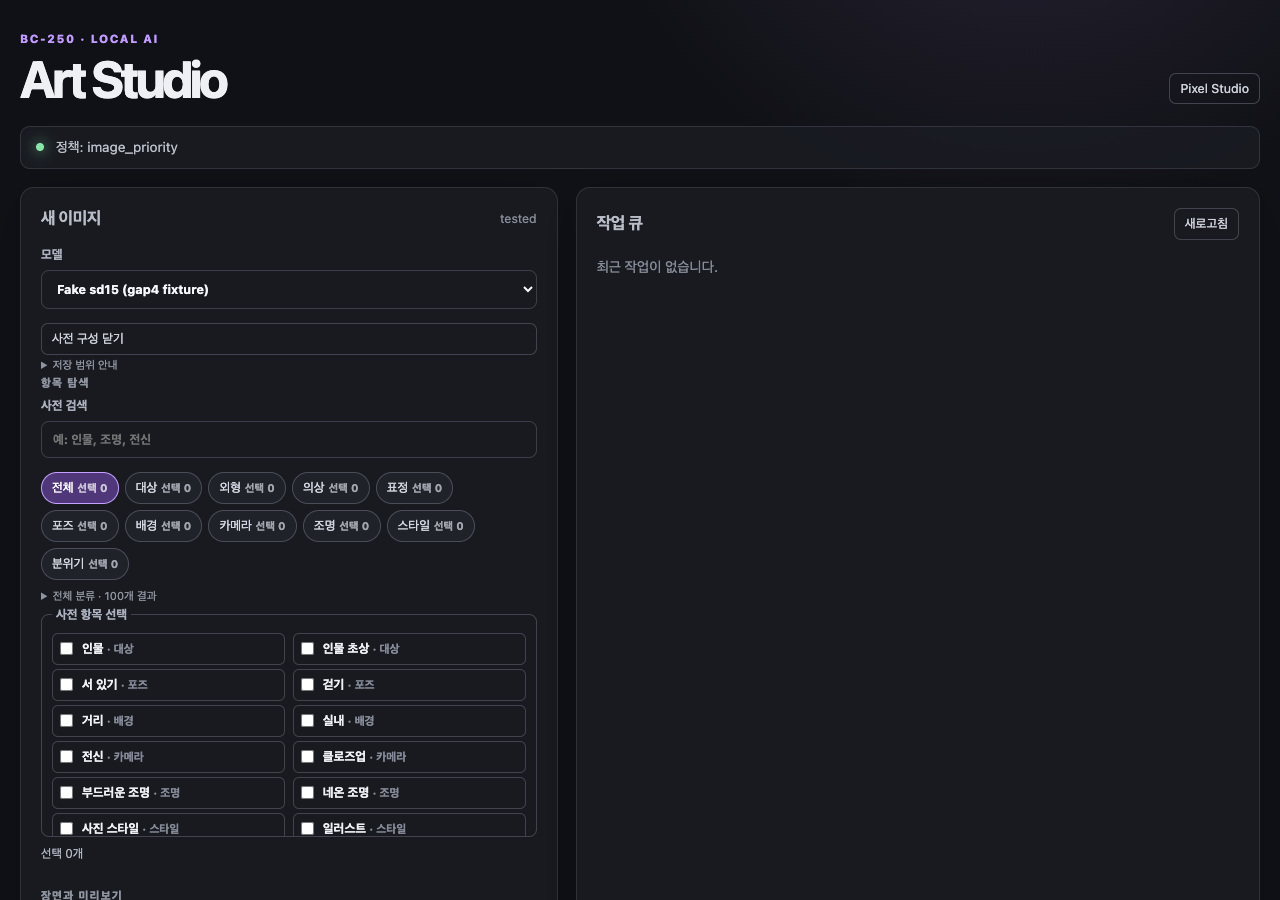 BC-250 · LOCAL AI
Art Studio
Pixel Studio
정책: image_priority
새 이미지
tested
모델
Fake sd15 (gap4 fixture)
사전 구성 닫기
▶ 저장 범위 안내
항목 탐색
사전 검색
예: 인물, 조명, 전신
전체 선택 0 대상 선택 0 외형 선택 0 의상 선택 0 표정 선택 0
포즈 선택 0 배경 선택 0 카메라 선택 0 조명 선택 0 스타일 선택 0
분위기 선택 0
▶ 전체 분류 · 100개 결과
사전 항목 선택
인물 · 대상 인물 초상 · 대상
서 있기 · 포즈 걷기 · 포즈
거리 · 배경 실내 · 배경
전신 · 카메라 클로즈업 · 카메라
부드러운 조명 · 조명 네온 조명 · 조명
사진 스타일 · 스타일 일러스트 · 스타일
선택 0개
장면과 미리보기
작업 큐
새로고침
최근 작업이 없습니다.